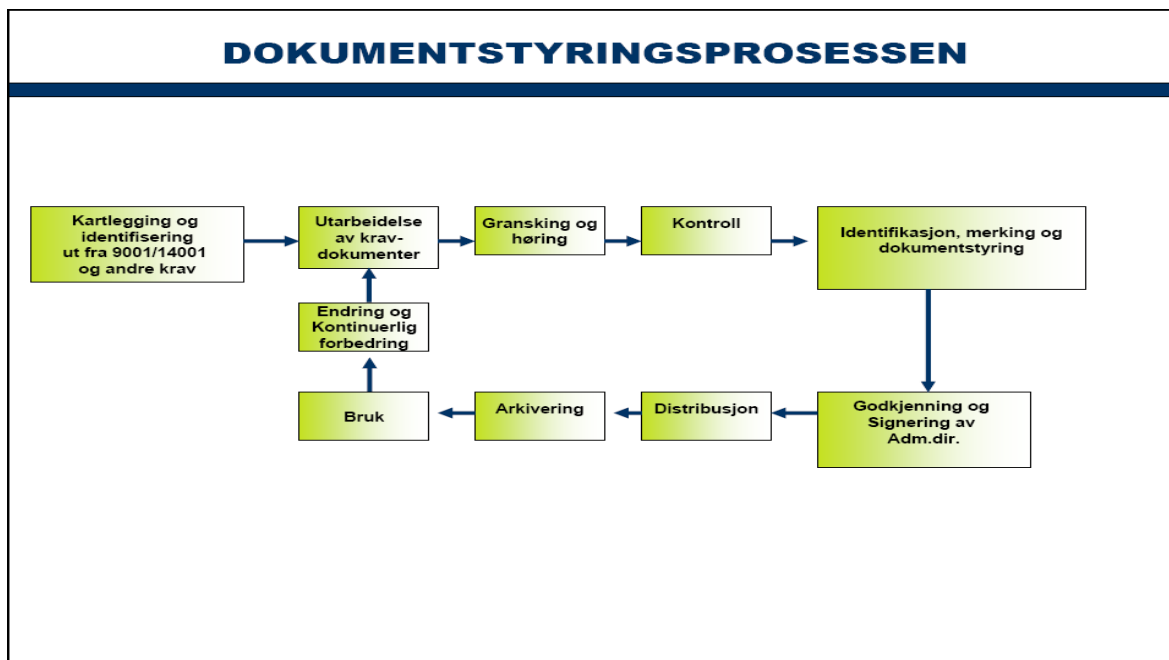 DOKUMENTSTYRINGSPROSESSEN
Kartlegging og
identifisering
ut fra 9001/14001
og andre krav
Utarbeidelse
av krav-
dokumenter
Gransking og
høring
Kontroll
Identifikasjon, merking og
dokumentstyring
Endring og
Kontinuerlig
forbedring
Bruk
Arkivering
Distribusjon
Godkjenning og
Signering av
Adm.dir.